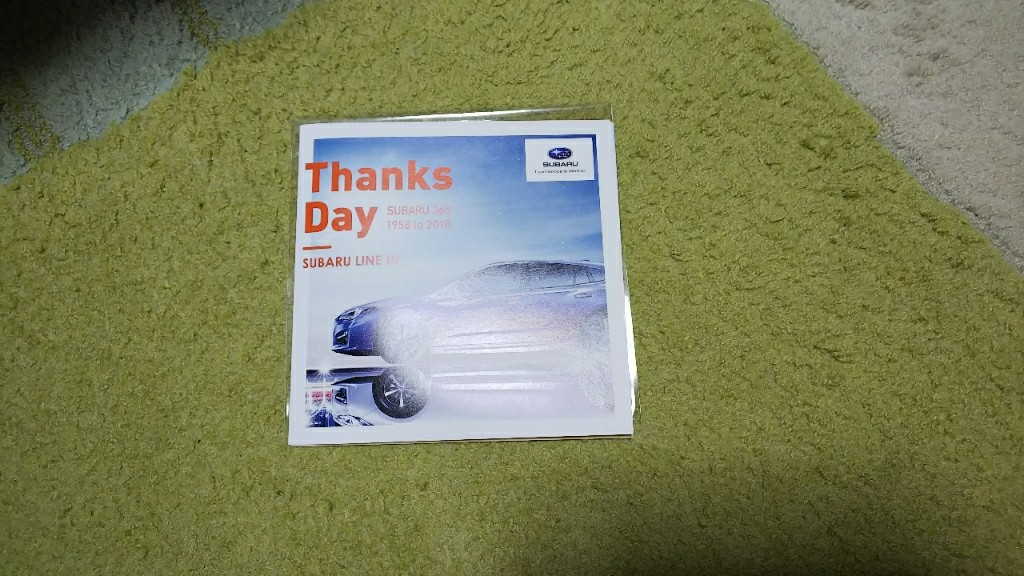 Thanks
Day
SUBARU 360
1958 to 2018
SUBARU LINE UP
SUBARU